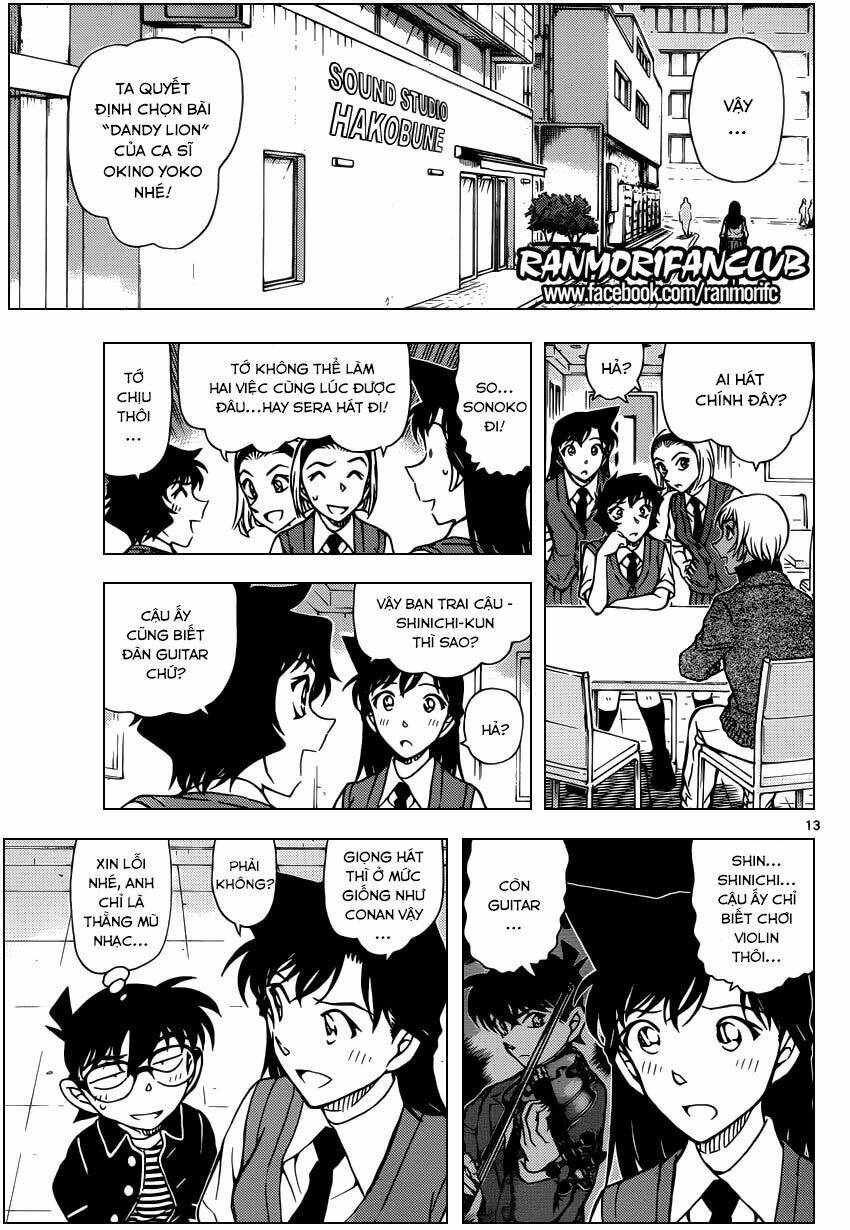 VẬY
...
TA QUYẾT
ĐỊNH CHỌN BÀI
"DANDY LION"
CỦA CA SĨ
OKINO YOKO
NHÉ!
SOUND STUDIO
HAKOBUNE
RANMORIFANCLUB
www.facebook.com/ranmorifc
AI HÁT
CHÍNH ĐÂY?
HẢ?
SO...
SONOKO
ĐI!
TỚ KHÔNG THỂ LÀM
HAI VIỆC CÙNG LÚC ĐƯỢC
ĐÂU...HAY SERA HÁT ĐI!
TỚ
CHỊU
THÔI
...
VẬY BẠN TRAI CẬU -
SHINICHI-KUN
THÌ SAO?
HẢ?
CẬU ẤY
CŨNG BIẾT
ĐÀN GUITAR
CHỨ?
13
SHIN...
SHINICHI...
CẬU ẤY CHỈ
BIẾT CHƠI
VIOLIN
THÔI...
CÒN
GUITAR
...
GIỌNG HÁT
THÌ Ở MỨC
GIỐNG NHƯ
CONAN VẬY
PHẢI
KHÔNG?
XIN LỖI
NHÉ, ANH
CHỈ LÀ
THẰNG MÙ
NHẠC...